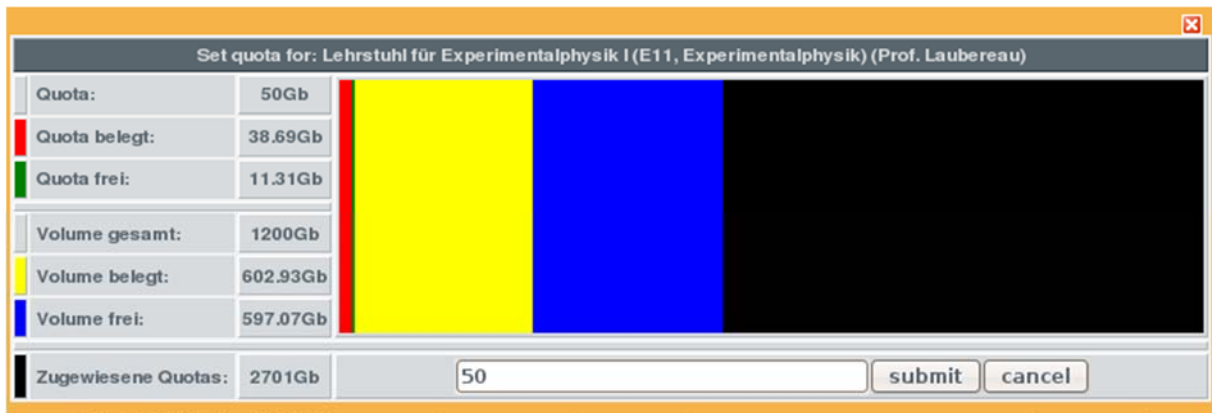 Set quota for: Lehrstuhl für Experimentalphysik I (E11, Experimentalphysik) (Prof. Laubereau)
Quota: 50Gb
Quota belegt: 38.69Gb
Quota frei: 11.31Gb
Volume gesamt: 1200Gb
Volume belegt: 602.93Gb
Volume frei: 597.07Gb
Zugewiesene Quotas: 2701Gb 50 submit cancel